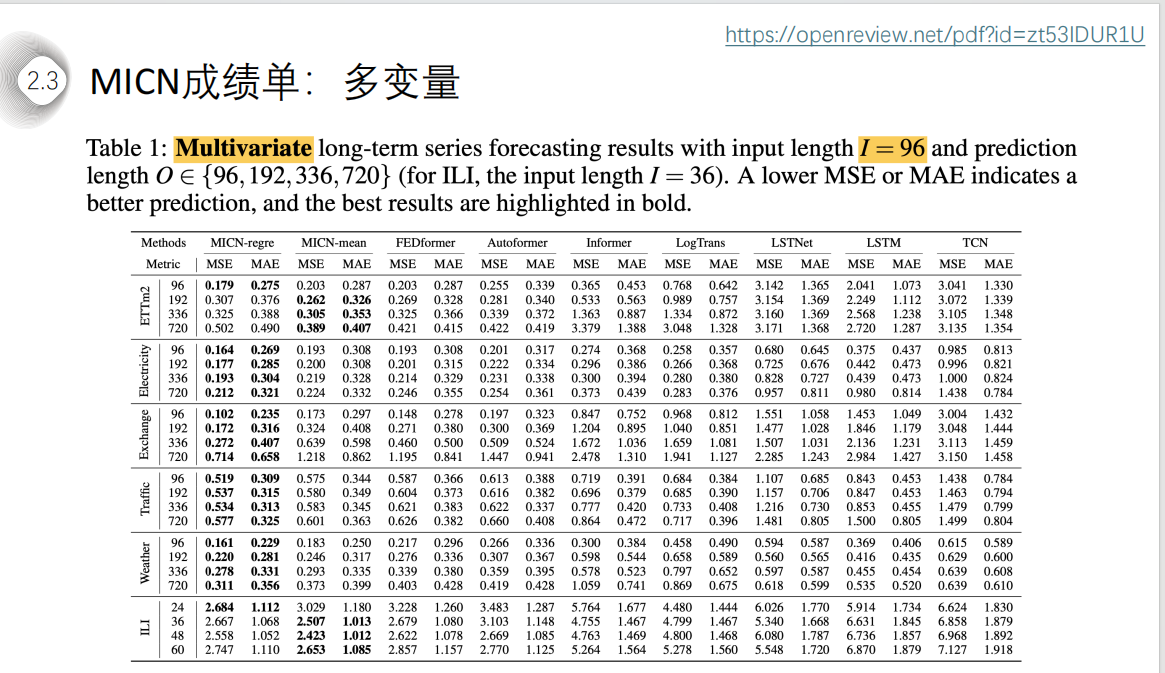 https://openreview.net/pdf?id=zt53IDUR1U
2.3
MICN成绩单： 多变量
Table 1: Multivariate long-term series forecasting results with input length I = 96 and prediction
length O ∈ {96, 192, 336, 720} (for ILI, the input length I = 36). A lower MSE or MAE indicates a
better prediction, and the best results are highlighted in bold.
Methods MICN-regre MICN-mean FEDformer Autoformer Informer LogTrans LSTNet LSTM TCN
Metric MSE MAE MSE MAE MSE MAE MSE MAE MSE MAE MSE MAE MSE MAE MSE MAE MSE MAE
ETTm2
96 0.179 0.275 0.203 0.287 0.203 0.287 0.255 0.339 0.365 0.453 0.768 0.642 3.142 1.365 2.041 1.073 3.041 1.330
192 0.307 0.376 0.262 0.326 0.269 0.328 0.281 0.340 0.533 0.563 0.989 0.757 3.154 1.369 2.249 1.112 3.072 1.339
336 0.325 0.388 0.305 0.353 0.325 0.366 0.339 0.372 1.363 0.887 1.334 0.872 3.160 1.369 2.568 1.238 3.105 1.348
720 0.502 0.490 0.389 0.407 0.421 0.415 0.422 0.419 3.379 1.388 3.048 1.328 3.171 1.368 2.720 1.287 3.135 1.354
Electricity
96 0.164 0.269 0.193 0.308 0.193 0.308 0.201 0.317 0.274 0.368 0.258 0.357 0.680 0.645 0.375 0.437 0.985 0.813
192 0.177 0.285 0.200 0.308 0.201 0.315 0.222 0.334 0.296 0.386 0.266 0.368 0.725 0.676 0.442 0.473 0.996 0.821
336 0.193 0.304 0.219 0.328 0.214 0.329 0.231 0.338 0.300 0.394 0.280 0.380 0.828 0.727 0.439 0.473 1.000 0.824
720 0.212 0.321 0.224 0.332 0.246 0.355 0.254 0.361 0.373 0.439 0.283 0.376 0.957 0.811 0.980 0.814 1.438 0.784
Exchange
96 0.102 0.235 0.173 0.297 0.148 0.278 0.197 0.323 0.847 0.752 0.968 0.812 1.551 1.058 1.453 1.049 3.004 1.432
192 0.172 0.316 0.324 0.408 0.271 0.380 0.300 0.369 1.204 0.895 1.040 0.851 1.477 1.028 1.846 1.179 3.048 1.444
336 0.272 0.407 0.639 0.598 0.460 0.500 0.509 0.524 1.672 1.036 1.659 1.081 1.507 1.031 2.136 1.231 3.113 1.459
720 0.714 0.658 1.218 0.862 1.195 0.841 1.447 0.941 2.478 1.310 1.941 1.127 2.285 1.243 2.984 1.427 3.150 1.458
Traffic
96 0.519 0.309 0.575 0.344 0.587 0.366 0.613 0.388 0.719 0.391 0.684 0.384 1.107 0.685 0.843 0.453 1.438 0.784
192 0.537 0.315 0.580 0.349 0.604 0.373 0.616 0.382 0.696 0.379 0.685 0.390 1.157 0.706 0.847 0.453 1.463 0.794
336 0.534 0.313 0.583 0.345 0.621 0.383 0.622 0.337 0.777 0.420 0.733 0.408 1.216 0.730 0.853 0.455 1.479 0.799
720 0.577 0.325 0.601 0.363 0.626 0.382 0.660 0.408 0.864 0.472 0.717 0.396 1.481 0.805 1.500 0.805 1.499 0.804
Weather
96 0.161 0.229 0.183 0.250 0.217 0.296 0.266 0.336 0.300 0.384 0.458 0.490 0.594 0.587 0.369 0.406 0.615 0.589
192 0.220 0.281 0.246 0.317 0.276 0.336 0.307 0.367 0.598 0.544 0.658 0.589 0.560 0.565 0.416 0.435 0.629 0.600
336 0.278 0.331 0.293 0.335 0.339 0.380 0.359 0.395 0.578 0.523 0.797 0.652 0.597 0.587 0.455 0.454 0.639 0.608
720 0.311 0.356 0.373 0.399 0.403 0.428 0.419 0.428 1.059 0.741 0.869 0.675 0.618 0.599 0.535 0.520 0.639 0.610
ILI
24 2.684 1.112 3.029 1.180 3.228 1.260 3.483 1.287 5.764 1.677 4.480 1.444 6.026 1.770 5.914 1.734 6.624 1.830
36 2.667 1.068 2.507 1.013 2.679 1.080 3.103 1.148 4.755 1.467 4.799 1.467 5.340 1.668 6.631 1.845 6.858 1.879
48 2.558 1.052 2.423 1.012 2.622 1.078 2.669 1.085 4.763 1.469 4.800 1.468 6.080 1.787 6.736 1.857 6.968 1.892
60 2.747 1.110 2.653 1.085 2.857 1.157 2.770 1.125 5.264 1.564 5.278 1.560 5.548 1.720 6.870 1.879 7.127 1.918